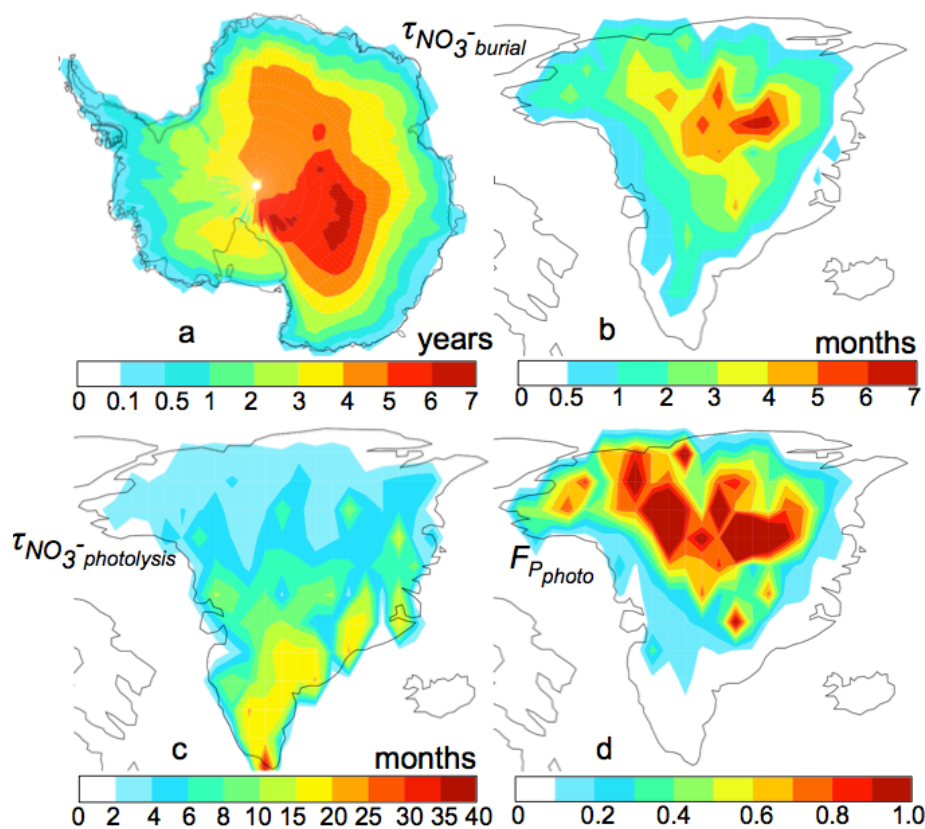 τNO3- burial
a
years
0 0.1 0.5 1 2 3 4 5 6 7
b
months
0 0.5 1 2 3 4 5 6 7
τNO3- photolysis
c
months
0 2 4 6 8 10 15 20 25 30 35 40
FPphoto
d
0 0.2 0.4 0.6 0.8 1.0